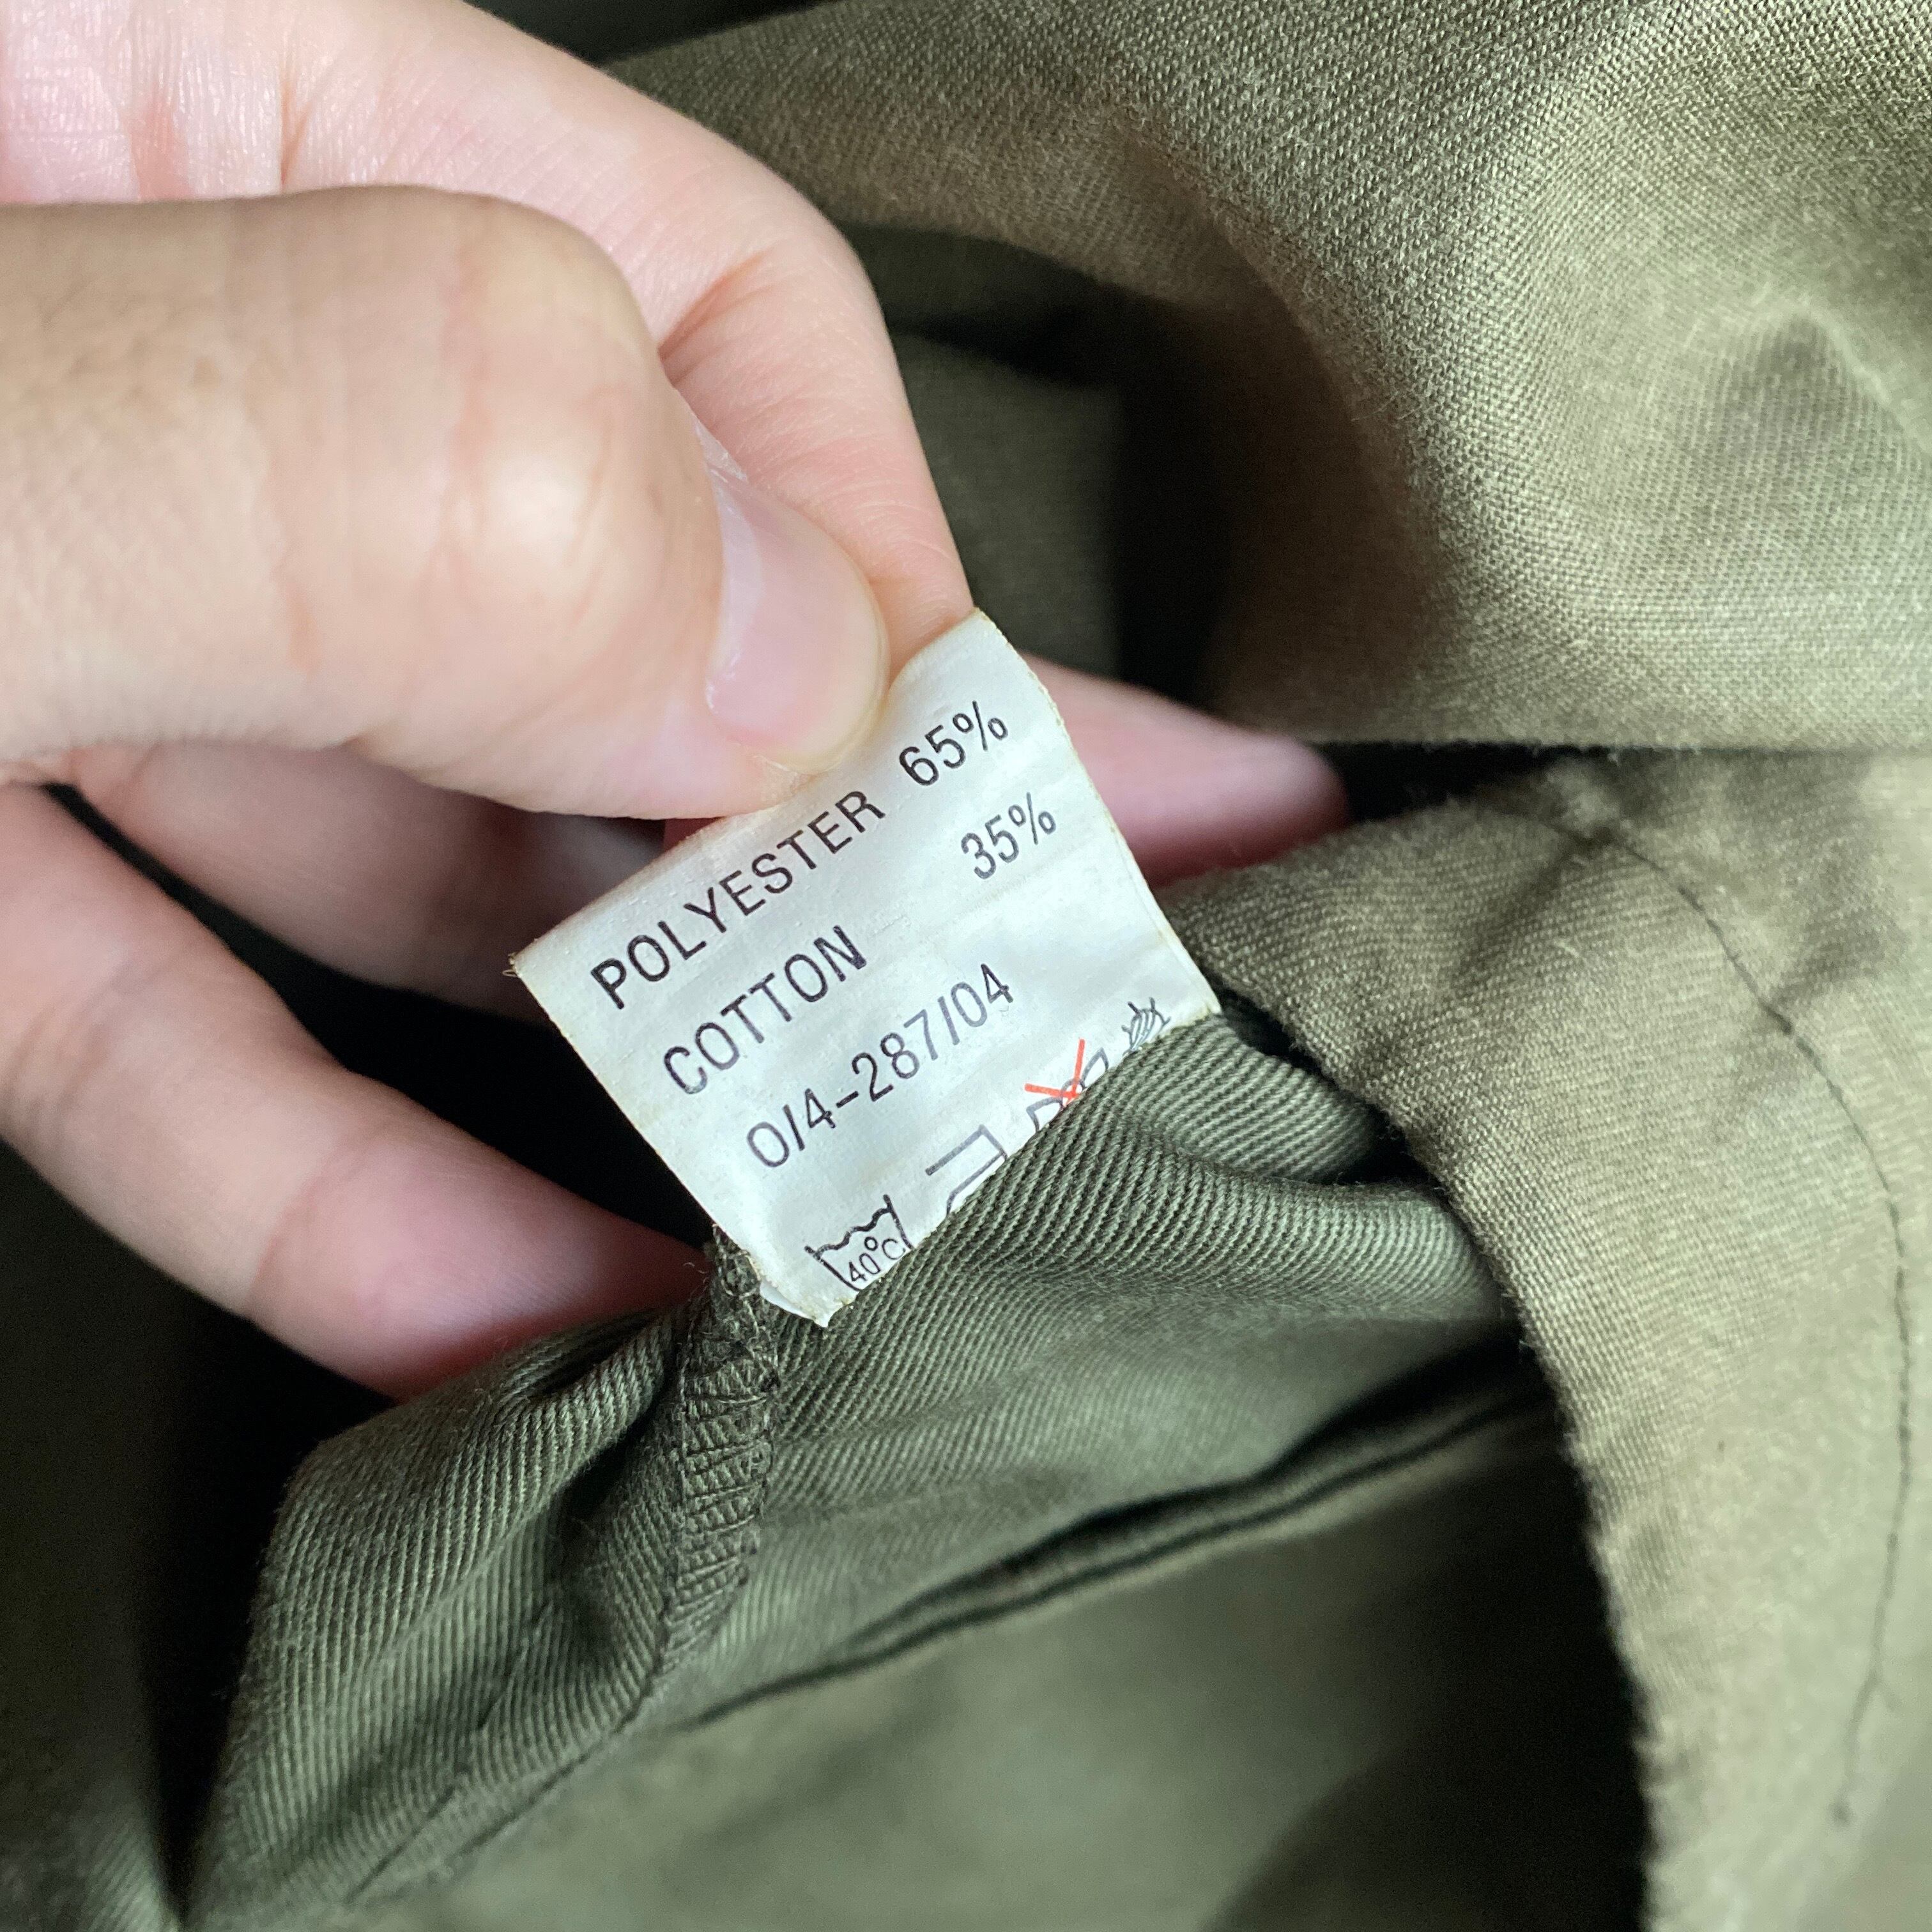 POLYESTER 65%
COTTON 35%
0/4-287/04
40°C